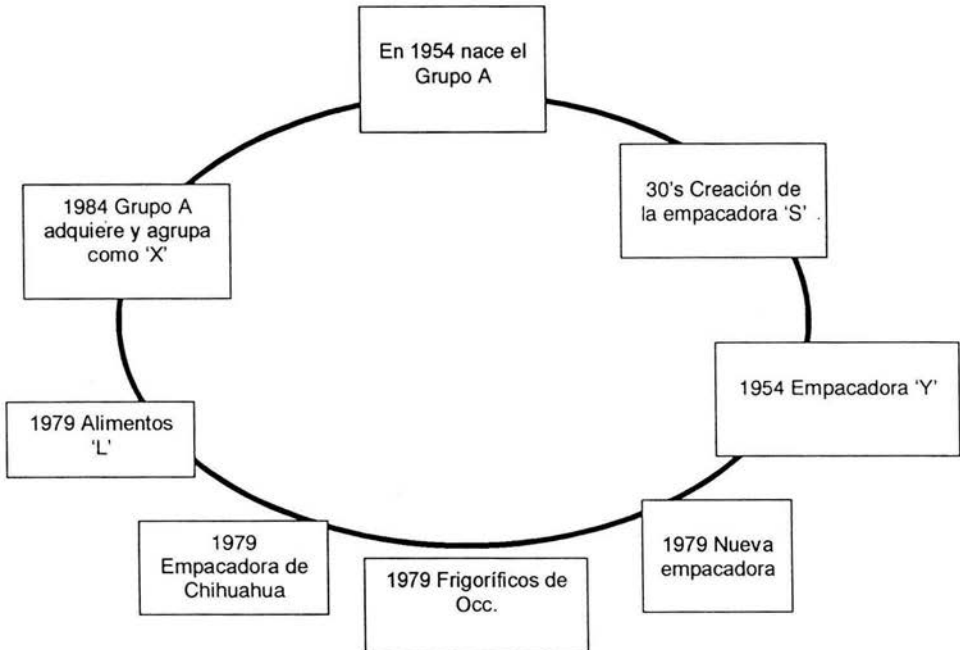 En 1954 nace el
Grupo A
30's Creación de
la empacadora 'S' .
1954 Empacadora 'Y'
1979 Nueva
empacadora
1979 Frigoríficos de
Occ.
1979
Empacadora de
Chihuahua
1979 Alimentos
'L'
1984 Grupo A
adquiere y agrupa
como 'X'